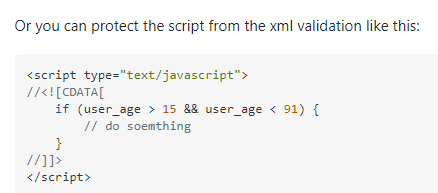 Or you can protect the script from the xml validation like this:
<script type="text/javascript">
//<![CDATA[
    if (user_age > 15 && user_age < 91) {
        // do soemthing
    }
//]]>
</script>